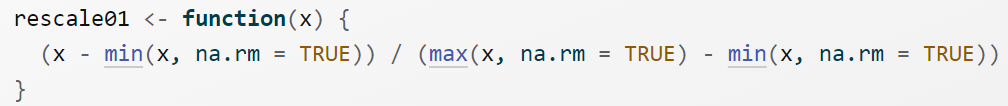 rescale01 <- function(x) {
  (x - min(x, na.rm = TRUE)) / (max(x, na.rm = TRUE) - min(x, na.rm = TRUE))
}